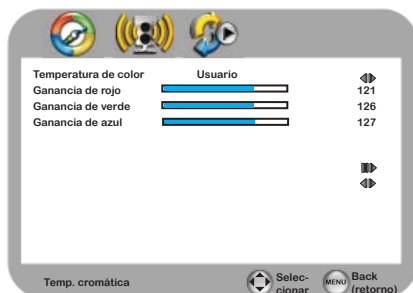 Temperatura de color Usuario
Ganancia de rojo 121
Ganancia de verde 126
Ganancia de azul 127
Temp. cromática
Selec-
cionar
MENU
Back
(retorno)